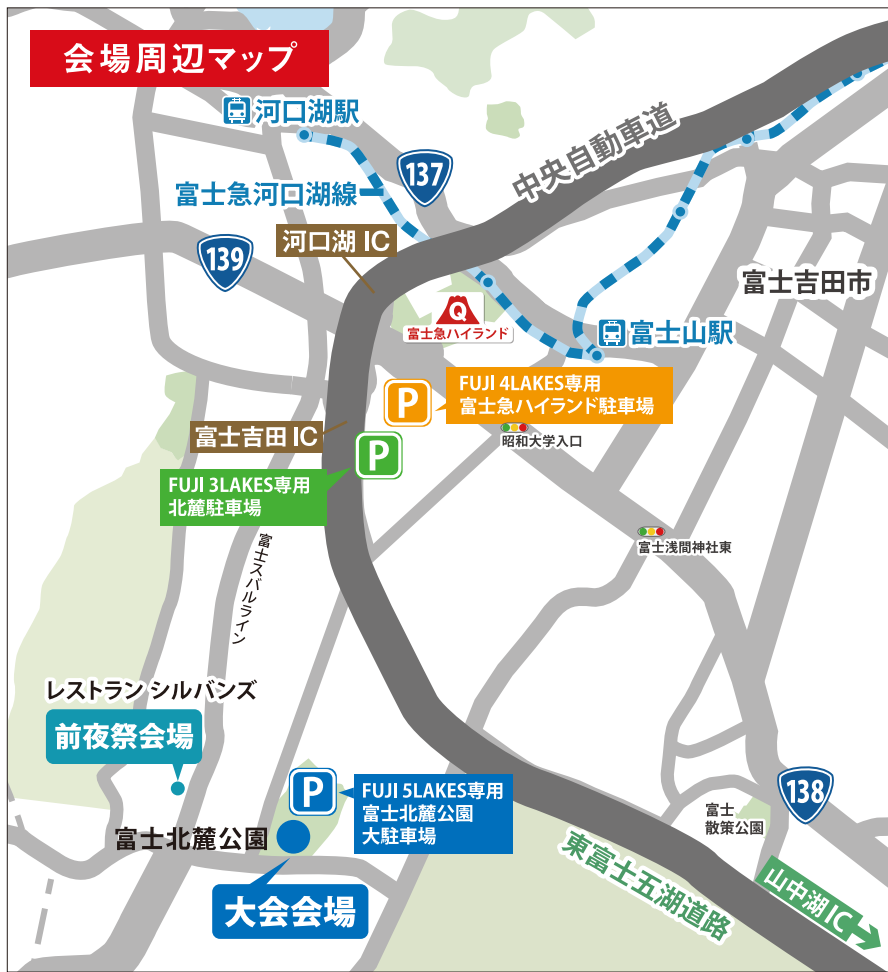 会場周辺マップ
河口湖駅
137
中央自動車道
富士急河口湖線
河口湖 IC
139
富士吉田市
Q
富士急ハイランド
富士山駅
P
FUJI 4LAKES専用
富士急ハイランド駐車場
富士吉田 IC
昭和大学入口
P
FUJI 3LAKES専用
北麓駐車場
富士浅間神社東
富士スバルライン
レストラン シルバンズ
前夜祭会場
P
FUJI 5LAKES専用
富士北麓公園
大駐車場
138
富士
散策公園
富士北麓公園
東富士五湖道路
山中湖 IC
大会会場